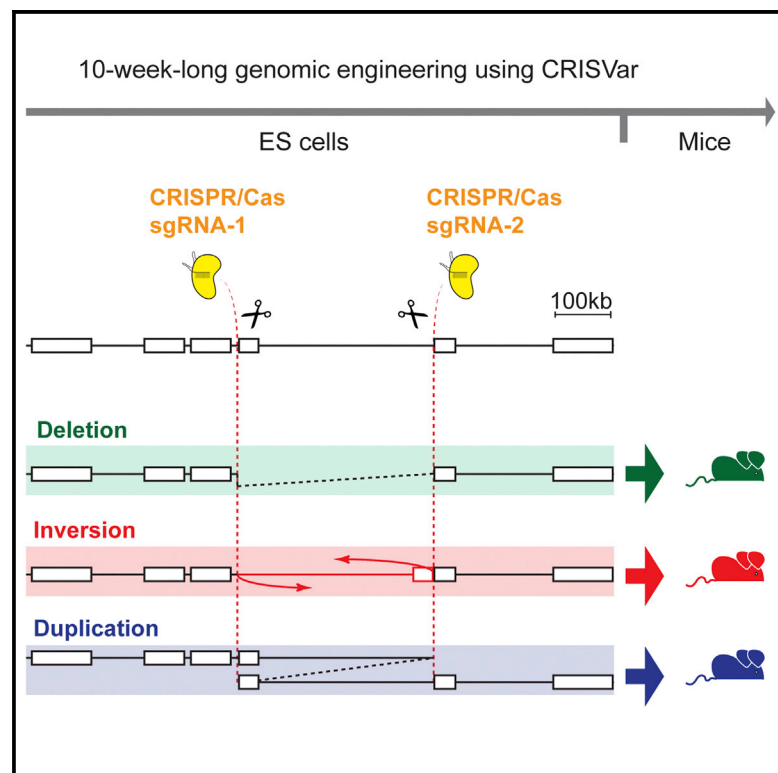 10-week-long genomic engineering using CRISVar
ES cells
Mice
CRISPR/Cas
sgRNA-1
CRISPR/Cas
sgRNA-2
100kb
Deletion
Inversion
Duplication